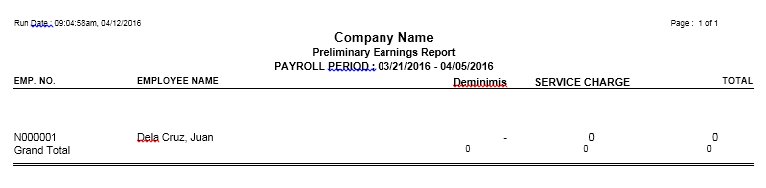 Run Date : 09:04:58am, 04/12/2016 Page : 1 of 1
Company Name
Preliminary Earnings Report
PAYROLL PERIOD : 03/21/2016 - 04/05/2016
EMP. NO. EMPLOYEE NAME Deminimis SERVICE CHARGE TOTAL
N000001 Dela Cruz, Juan - 0 0
Grand Total 0 0 0